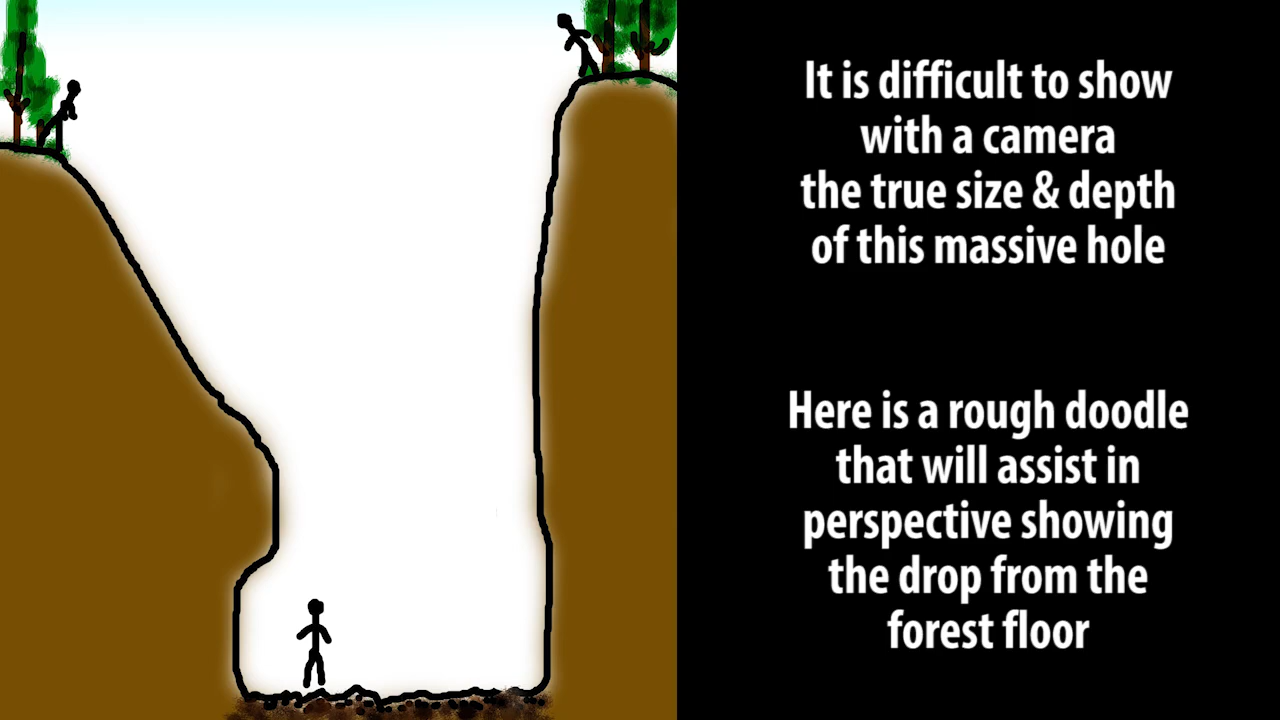 It is difficult to show
with a camera
the true size & depth
of this massive hole
Here is a rough doodle
that will assist in
perspective showing
the drop from the
forest floor